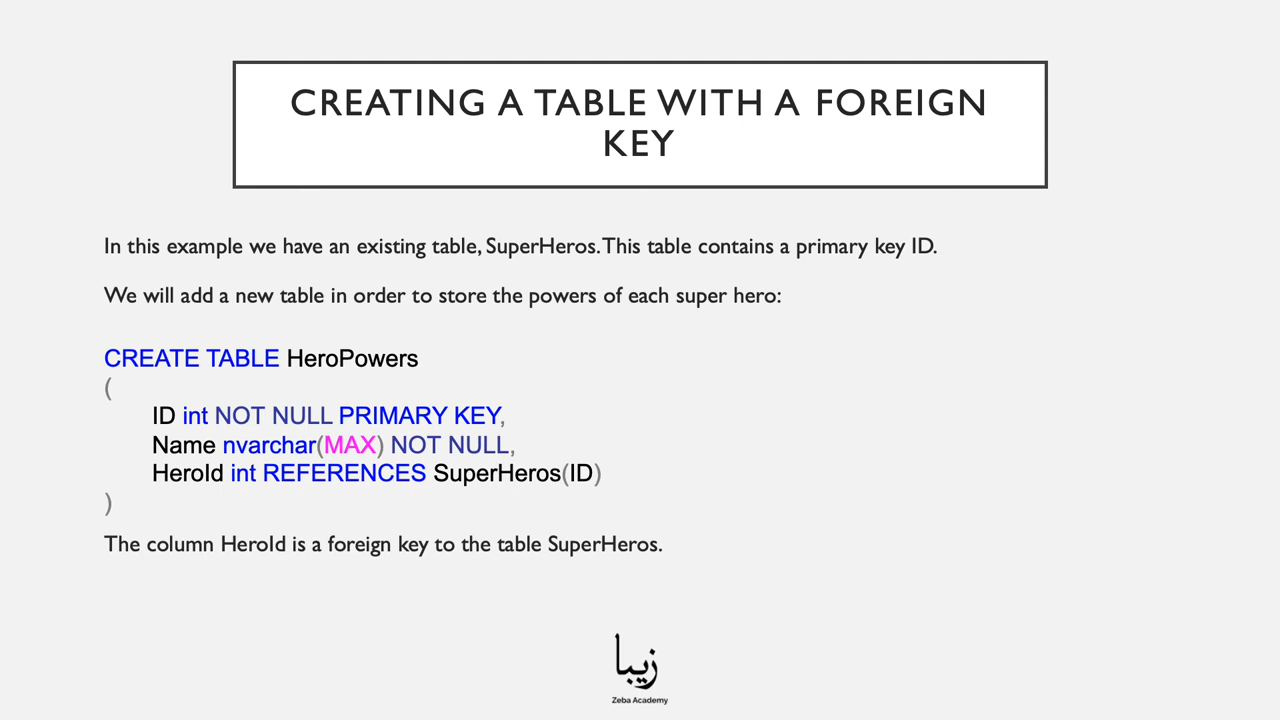 CREATING A TABLE WITH A FOREIGN
KEY
In this example we have an existing table, SuperHeros. This table contains a primary key ID.
We will add a new table in order to store the powers of each super hero:
CREATE TABLE HeroPowers
(
ID int NOT NULL PRIMARY KEY,
Name nvarchar(MAX) NOT NULL,
HeroId int REFERENCES SuperHeros(ID)
)
The column HeroId is a foreign key to the table SuperHeros.
زیبا
Zeba Academy